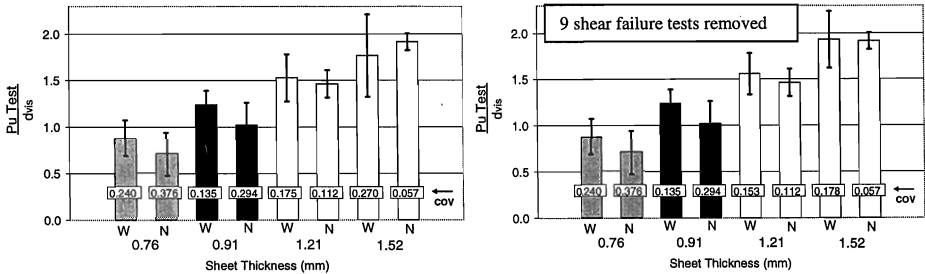 2.0
1.5
1.0
0.5
0.0
Pu Test
dvis
0.240 0.376 0.135 0.294 0.175 0.112 0.270 0.057
COV
W N W N W N W N
0.76 0.91 1.21 1.52
Sheet Thickness (mm)
9 shear failure tests removed
2.0
1.5
1.0
0.5
0.0
Pu Test
dvis
0.240 0.376 0.135 0.294 0.153 0.112 0.178 0.057
COV
W N W N W N W N
0.76 0.91 1.21 1.52
Sheet Thickness (mm)